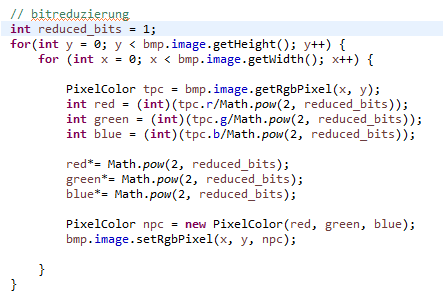 // bitreduzierung
int reduced_bits = 1;
for(int y = 0; y < bmp.image.getHeight(); y++) {
    for (int x = 0; x < bmp.image.getWidth(); x++) {
        PixelColor tpc = bmp.image.getRgbPixel(x, y);
        int red = (int)(tpc.r/Math.pow(2, reduced_bits));
        int green = (int)(tpc.g/Math.pow(2, reduced_bits));
        int blue = (int)(tpc.b/Math.pow(2, reduced_bits));
        red*= Math.pow(2, reduced_bits);
        green*= Math.pow(2, reduced_bits);
        blue*= Math.pow(2, reduced_bits);
        PixelColor npc = new PixelColor(red, green, blue);
        bmp.image.setRgbPixel(x, y, npc);
    }
}